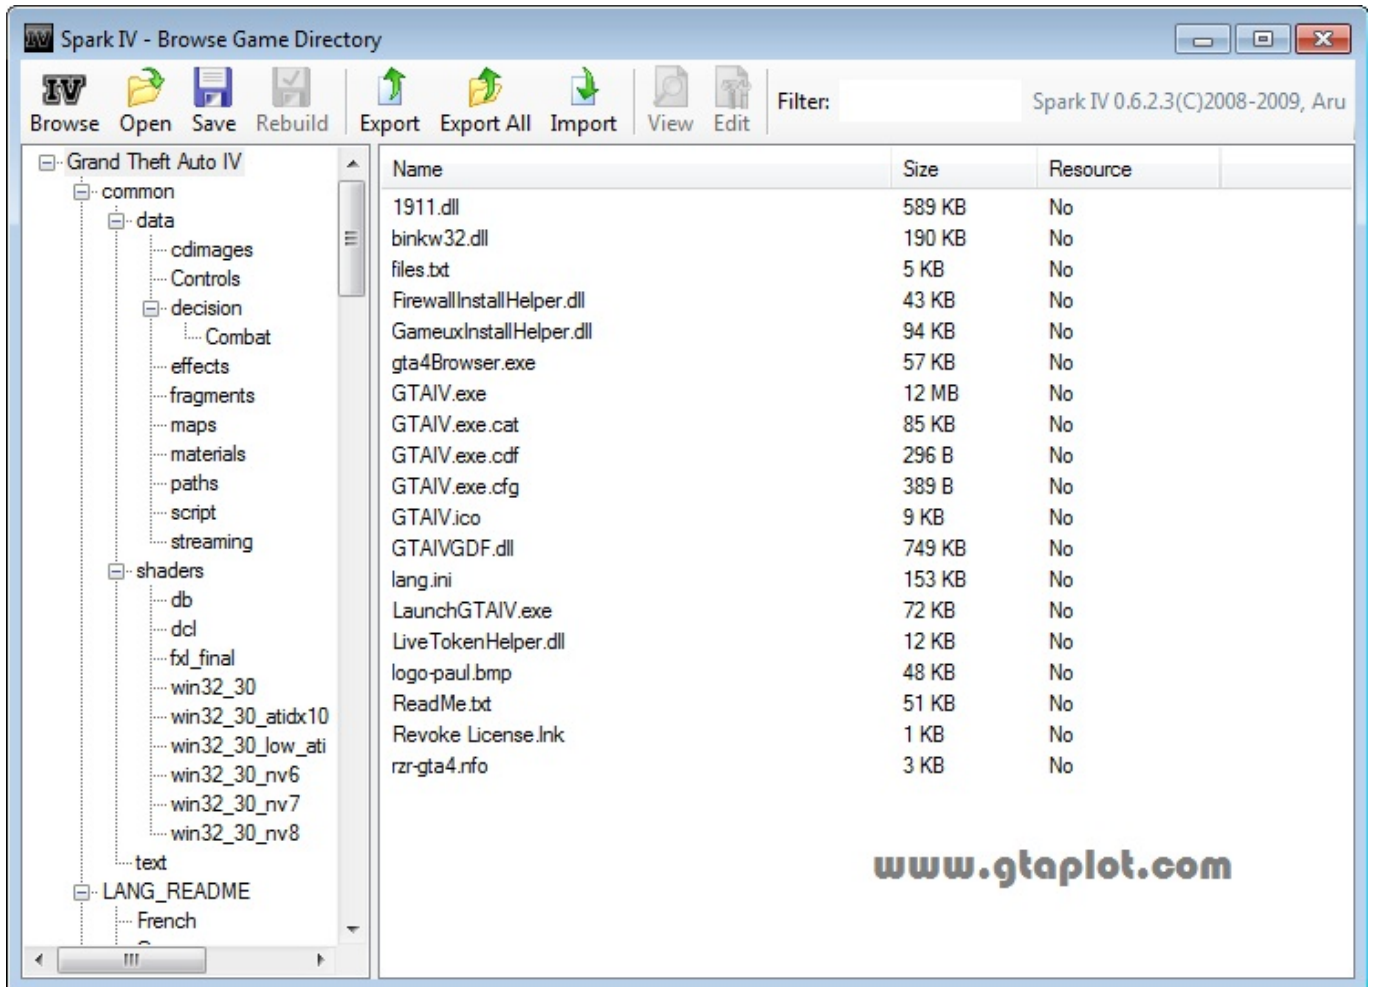 Spark IV - Browse Game Directory
IV Browse Open Save Rebuild Export Export All Import View Edit Filter: Spark IV 0.6.2.3(C)2008-2009, Aru
Grand Theft Auto IV
common
data
cdimages
Controls
decision
Combat
effects
fragments
maps
materials
paths
script
streaming
shaders
db
dcl
fxl_final
win32_30
win32_30_atidx10
win32_30_low_ati
win32_30_nv6
win32_30_nv7
win32_30_nv8
text
LANG_README
French
Name Size Resource
1911.dll 589 KB No
binkw32.dll 190 KB No
files.txt 5 KB No
FirewallInstallHelper.dll 43 KB No
GameuxInstallHelper.dll 94 KB No
gta4Browser.exe 57 KB No
GTAIV.exe 12 MB No
GTAIV.exe.cat 85 KB No
GTAIV.exe.cdf 296 B No
GTAIV.exe.cfg 389 B No
GTAIV.ico 9 KB No
GTAIVGDF.dll 749 KB No
lang.ini 153 KB No
LaunchGTAIV.exe 72 KB No
LiveTokenHelper.dll 12 KB No
logo-paul.bmp 48 KB No
ReadMe.txt 51 KB No
Revoke License.lnk 1 KB No
rzr-gta4.nfo 3 KB No
www.gtaplot.com